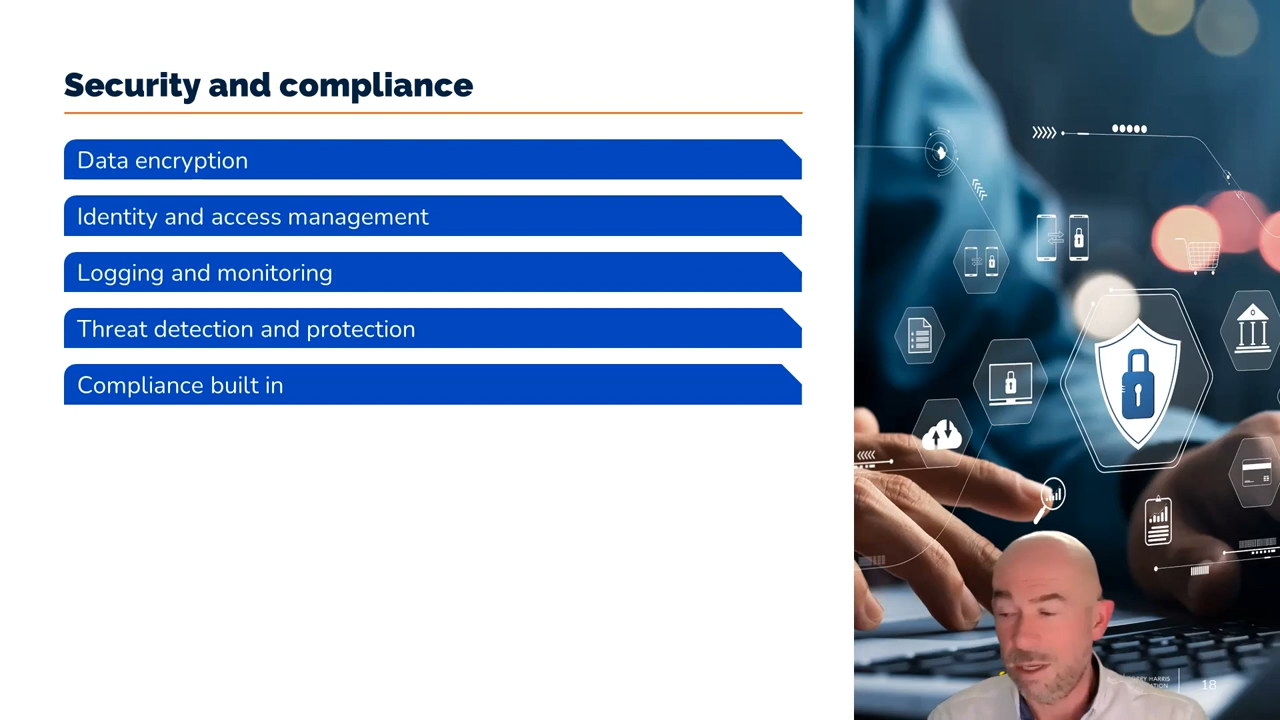 Security and compliance
Data encryption
Identity and access management
Logging and monitoring
Threat detection and protection
Compliance built in
HARRIS
18